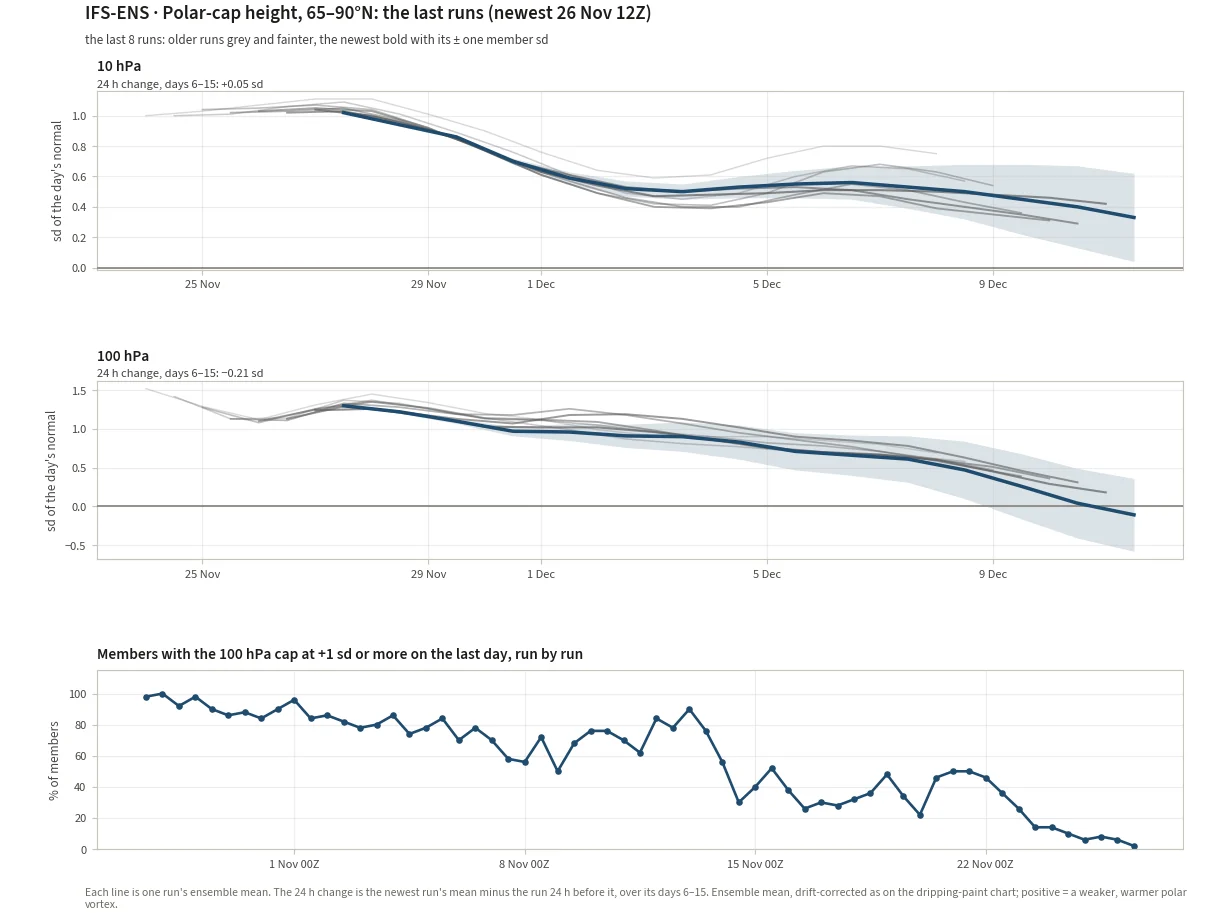 IFS-ENS · Polar-cap height, 65–90°N: the last runs (newest 26 Nov 12Z)
the last 8 runs: older runs grey and fainter, the newest bold with its ± one member sd
10 hPa
24 h change, days 6–15: +0.05 sd
sd of the day's normal
1.0
0.8
0.6
0.4
0.2
0.0
25 Nov
29 Nov
1 Dec
5 Dec
9 Dec
100 hPa
24 h change, days 6–15: −0.21 sd
sd of the day's normal
1.5
1.0
0.5
0.0
−0.5
25 Nov
29 Nov
1 Dec
5 Dec
9 Dec
Members with the 100 hPa cap at +1 sd or more on the last day, run by run
% of members
100
80
60
40
20
0
1 Nov 00Z
8 Nov 00Z
15 Nov 00Z
22 Nov 00Z
Each line is one run's ensemble mean. The 24 h change is the newest run's mean minus the run 24 h before it, over its days 6–15. Ensemble mean, drift-corrected as on the dripping-paint chart; positive = a weaker, warmer polar
vortex.